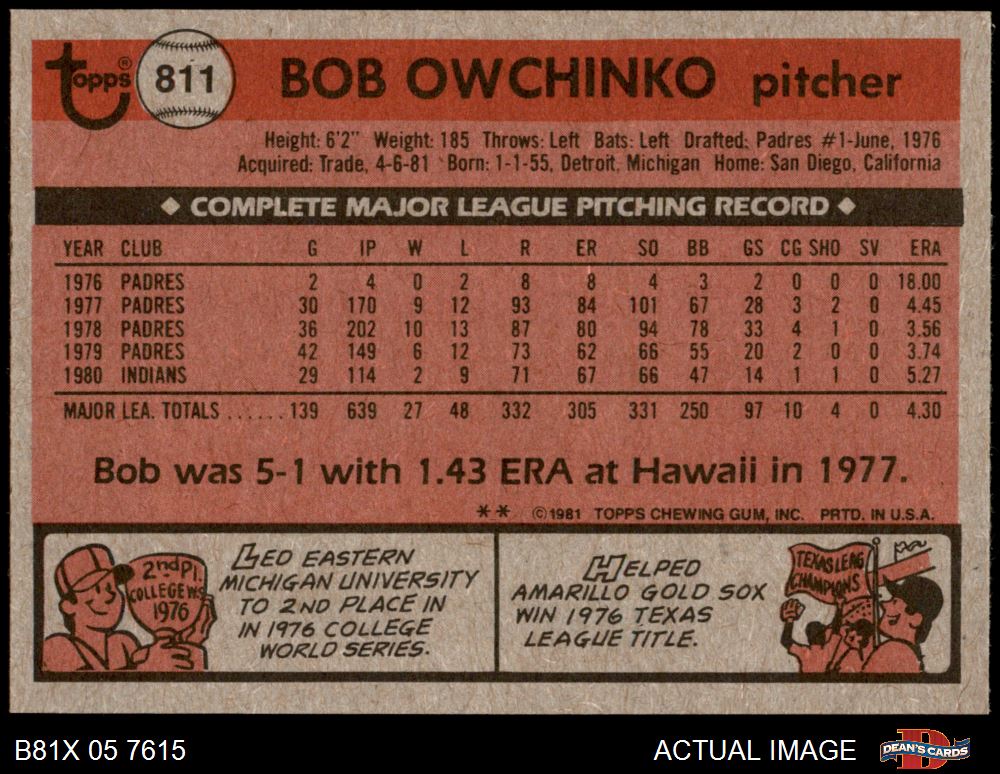 topps® 811 BOB OWCHINKO pitcher
Height: 6'2" Weight: 185 Throws: Left Bats: Left Drafted: Padres #1-June, 1976
Acquired: Trade, 4-6-81 Born: 1-1-55, Detroit, Michigan Home: San Diego, California
◆ COMPLETE MAJOR LEAGUE PITCHING RECORD ◆
YEAR CLUB G IP W L R ER SO BB GS CG SHO SV ERA
1976 PADRES 2 4 0 2 8 8 4 3 2 0 0 0 18.00
1977 PADRES 30 170 9 12 93 84 101 67 28 3 2 0 4.45
1978 PADRES 36 202 10 13 87 80 94 78 33 4 1 0 3.56
1979 PADRES 42 149 6 12 73 62 66 55 20 2 0 0 3.74
1980 INDIANS 29 114 2 9 71 67 66 47 14 1 1 0 5.27
MAJOR LEA. TOTALS ...... 139 639 27 48 332 305 331 250 97 10 4 0 4.30
Bob was 5-1 with 1.43 ERA at Hawaii in 1977.
** ©1981 TOPPS CHEWING GUM, INC. PRTD. IN U.S.A.
2nd Pl.
COLLEGE W.S.
1976
LED EASTERN
MICHIGAN UNIVERSITY
TO 2ND PLACE IN
IN 1976 COLLEGE
WORLD SERIES.
HELPED
AMARILLO GOLD SOX
WIN 1976 TEXAS
LEAGUE TITLE.
TEXAS LEAG
CHAMPIONS
B81X 05 7615
ACTUAL IMAGE
DEAN'S CARDS